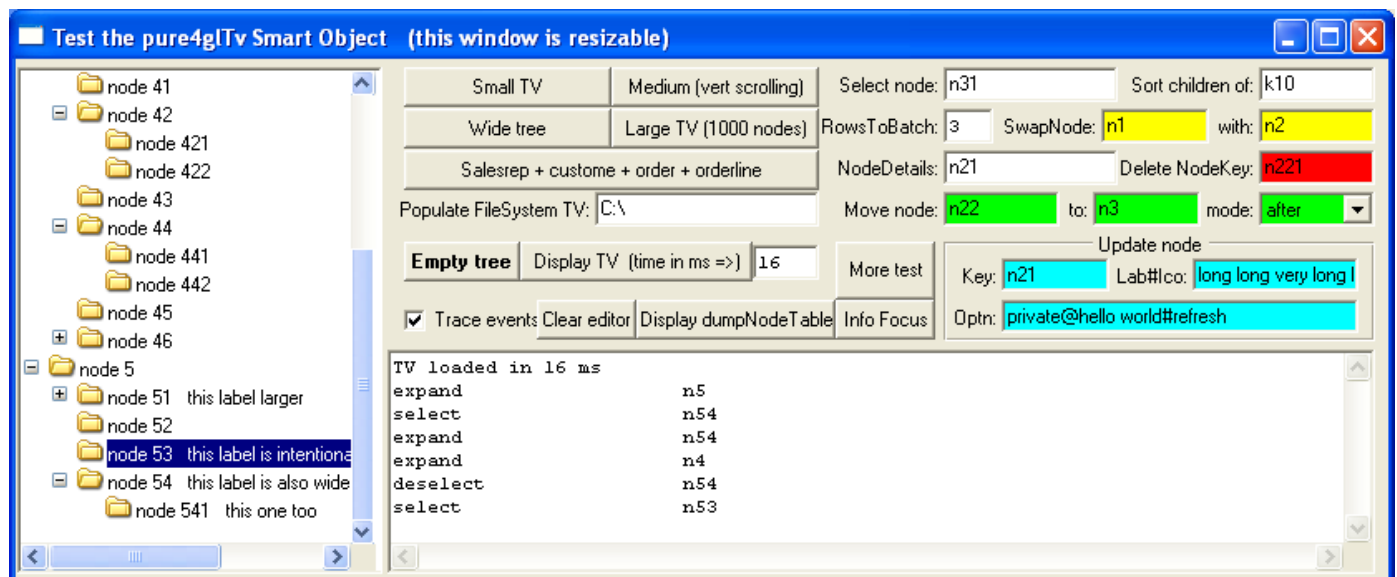 Test the pure4glTv Smart Object (this window is resizable)
node 41
node 42
node 421
node 422
node 43
node 44
node 441
node 442
node 45
node 46
node 5
node 51 this label larger
node 52
node 53 this label is intentiona
node 54 this label is also wide
node 541 this one too
Small TV Medium (vert scrolling) Select node: n31 Sort children of: k10
Wide tree Large TV (1000 nodes) RowsToBatch: 3 SwapNode: n1 with: n2
Salesrep + custome + order + orderline NodeDetails: n21 Delete NodeKey: n221
Populate FileSystem TV: C:\ Move node: n22 to: n3 mode: after
Empty tree Display TV (time in ms =>) 16 More test
Update node
Key: n21 Lab#Ico: long long very long l
Trace events Clear editor Display dumpNodeTable Info Focus Optn: private@hello world#refresh
TV loaded in 16 ms
expand n5
select n54
expand n54
expand n4
deselect n54
select n53